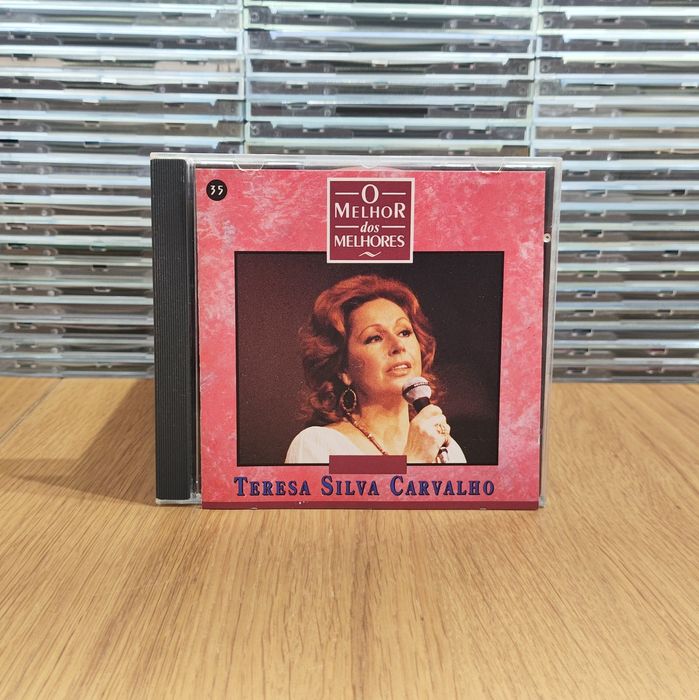 35
O
MELHOR
dos
MELHORES
TERESA SILVA CARVALHO